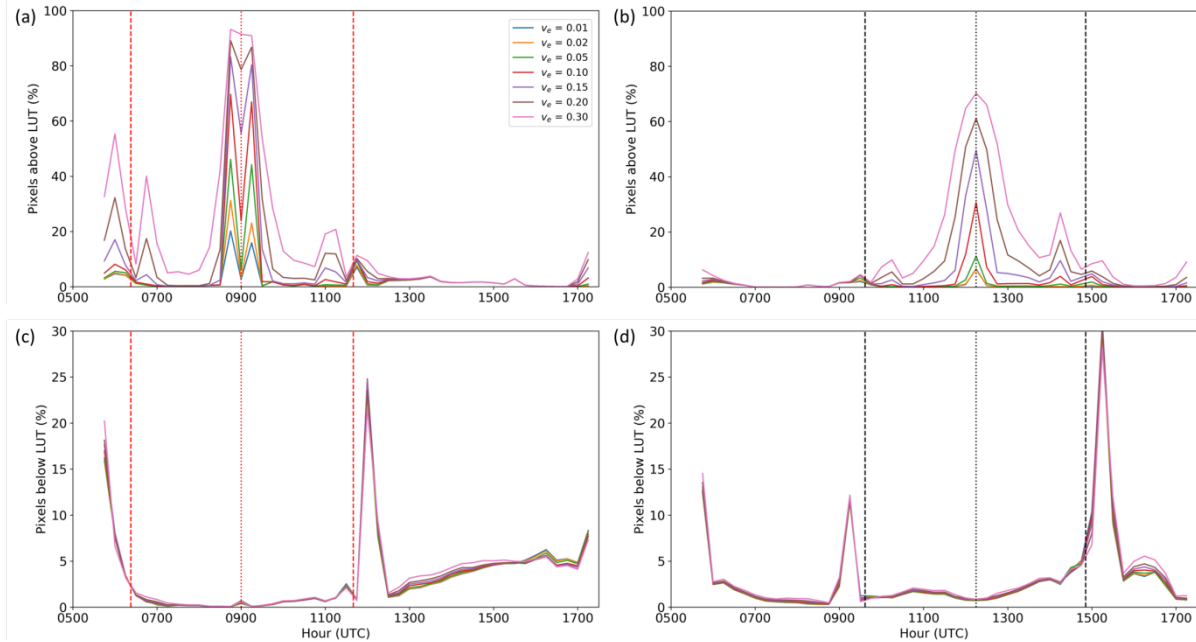 (a)
100
80
60
40
20
0
Pixels above LUT (%)
0500 0700 0900 1100 1300 1500 1700
v_e = 0.01
v_e = 0.02
v_e = 0.05
v_e = 0.10
v_e = 0.15
v_e = 0.20
v_e = 0.30
(b)
100
80
60
40
20
0
Pixels above LUT (%)
0500 0700 0900 1100 1300 1500 1700
(c)
30
25
20
15
10
5
0
Pixels below LUT (%)
0500 0700 0900 1100 1300 1500 1700
Hour (UTC)
(d)
30
25
20
15
10
5
0
Pixels below LUT (%)
0500 0700 0900 1100 1300 1500 1700
Hour (UTC)